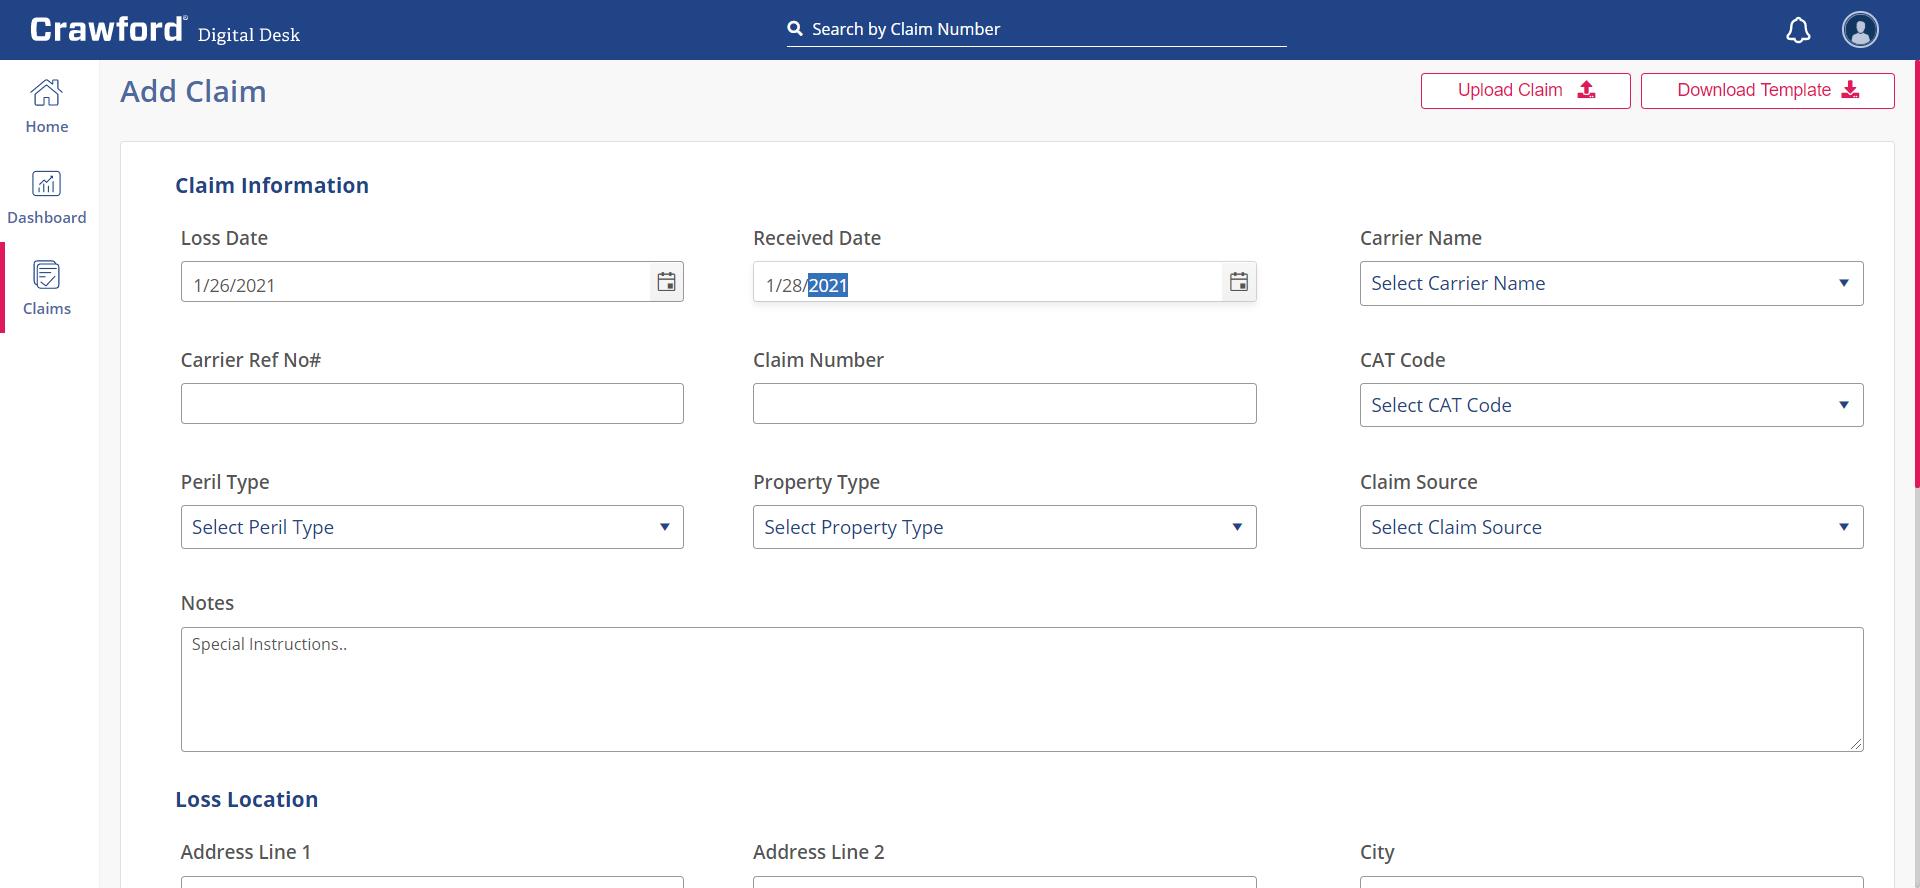 Crawford® Digital Desk
Search by Claim Number
Home
Dashboard
Claims
Add Claim
Upload Claim
Download Template
Claim Information
Loss Date
Received Date
Carrier Name
1/26/2021
1/28/2021
Select Carrier Name
Carrier Ref No#
Claim Number
CAT Code
Select CAT Code
Peril Type
Property Type
Claim Source
Select Peril Type
Select Property Type
Select Claim Source
Notes
Special Instructions..
Loss Location
Address Line 1
Address Line 2
City